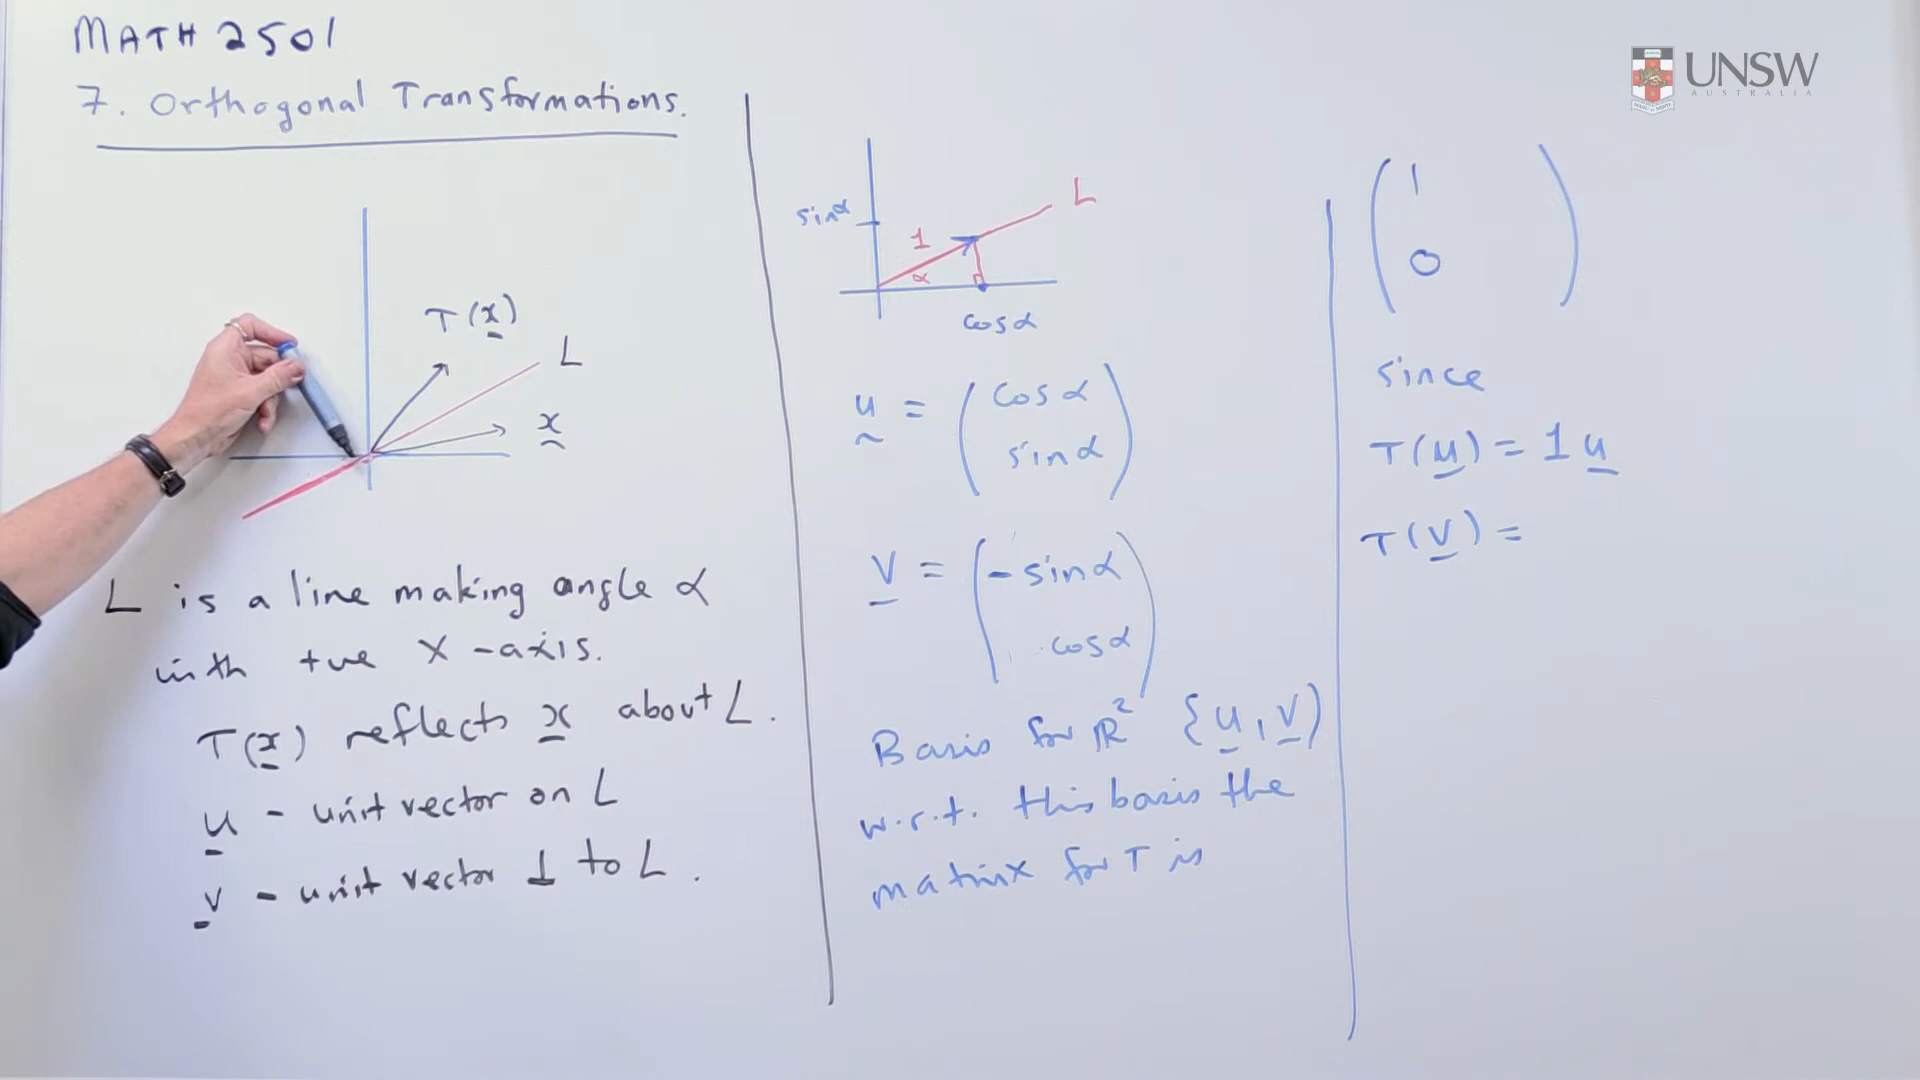 MATH 2501
7. Orthogonal Transformations.
T(x)
L
x
L is a line making angle α
with +ve X-axis.
T(x) reflects x about L.
u - unit vector on L
v - unit vector ⊥ to L.
sinα
1
α
L
cosα
u = (cosα
sinα)
v = (-sinα
cosα)
Basis for ℝ² {u, v}
w.r.t. this basis the
matrix for T is
(1
0)
since
T(u) = 1u
T(v) =
UNSW
AUSTRALIA